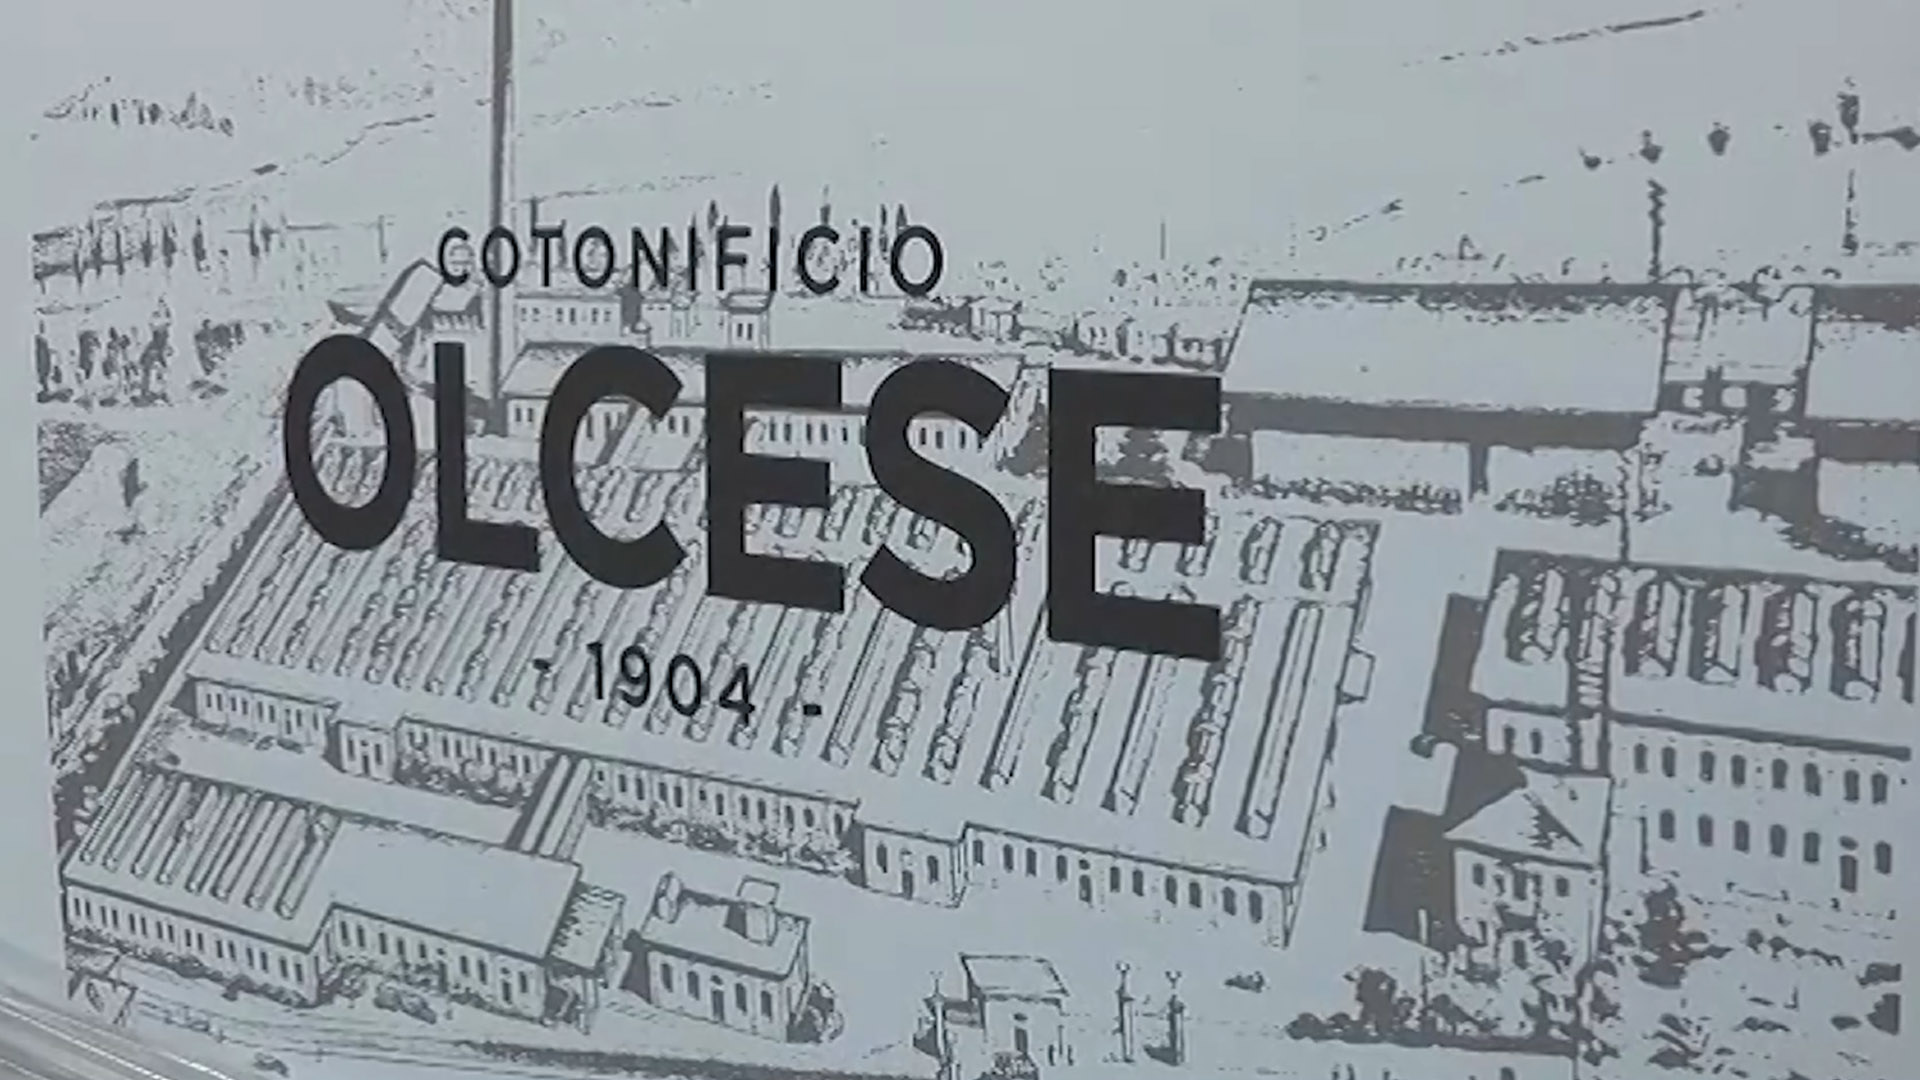 COTONIFICIO
OLCESE
- 1904 -